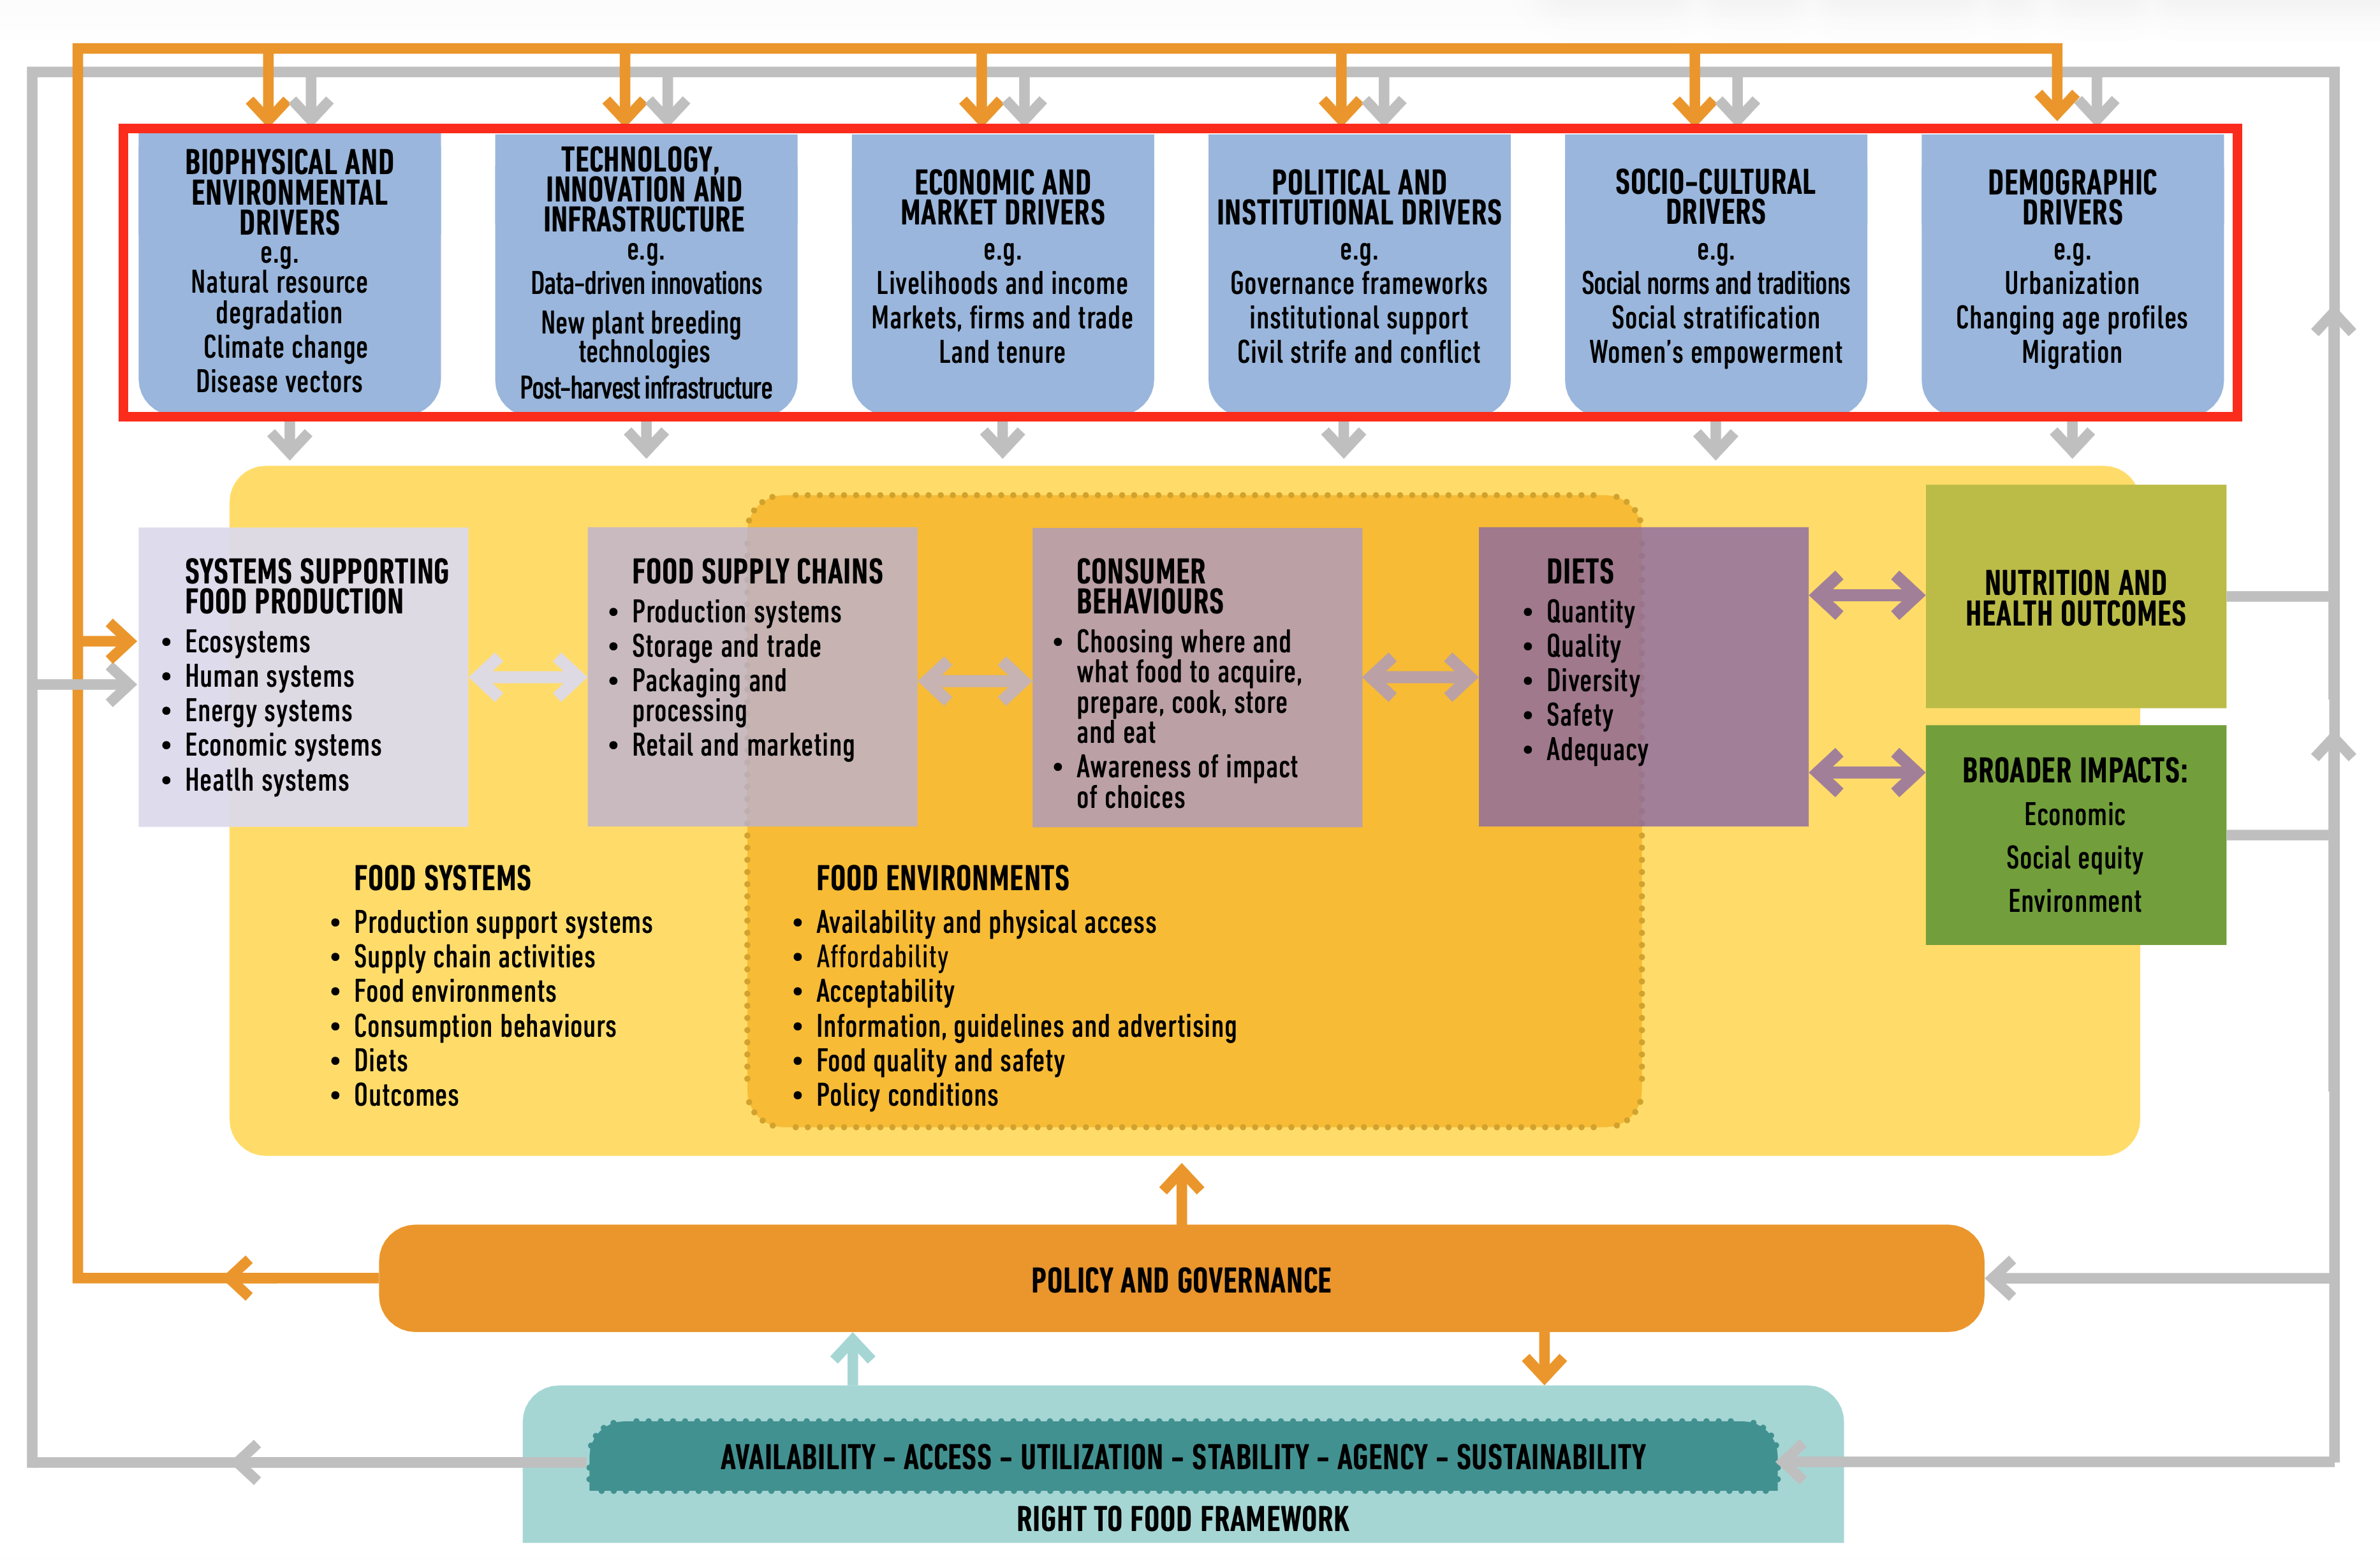 BIOPHYSICAL AND
ENVIRONMENTAL
DRIVERS
e.g.
Natural resource
degradation
Climate change
Disease vectors
TECHNOLOGY,
INNOVATION AND
INFRASTRUCTURE
e.g.
Data-driven innovations
New plant breeding
technologies
Post-harvest infrastructure
ECONOMIC AND
MARKET DRIVERS
e.g.
Livelihoods and income
Markets, firms and trade
Land tenure
POLITICAL AND
INSTITUTIONAL DRIVERS
e.g.
Governance frameworks
institutional support
Civil strife and conflict
SOCIO-CULTURAL
DRIVERS
e.g.
Social norms and traditions
Social stratification
Women's empowerment
DEMOGRAPHIC
DRIVERS
e.g.
Urbanization
Changing age profiles
Migration
SYSTEMS SUPPORTING
FOOD PRODUCTION
• Ecosystems
• Human systems
• Energy systems
• Economic systems
• Heatlh systems
FOOD SUPPLY CHAINS
• Production systems
• Storage and trade
• Packaging and
processing
• Retail and marketing
CONSUMER
BEHAVIOURS
• Choosing where and
what food to acquire,
prepare, cook, store
and eat
• Awareness of impact
of choices
DIETS
• Quantity
• Quality
• Diversity
• Safety
• Adequacy
NUTRITION AND
HEALTH OUTCOMES
BROADER IMPACTS:
Economic
Social equity
Environment
FOOD SYSTEMS
• Production support systems
• Supply chain activities
• Food environments
• Consumption behaviours
• Diets
• Outcomes
FOOD ENVIRONMENTS
• Availability and physical access
• Affordability
• Acceptability
• Information, guidelines and advertising
• Food quality and safety
• Policy conditions
POLICY AND GOVERNANCE
AVAILABILITY – ACCESS – UTILIZATION – STABILITY – AGENCY – SUSTAINABILITY
RIGHT TO FOOD FRAMEWORK